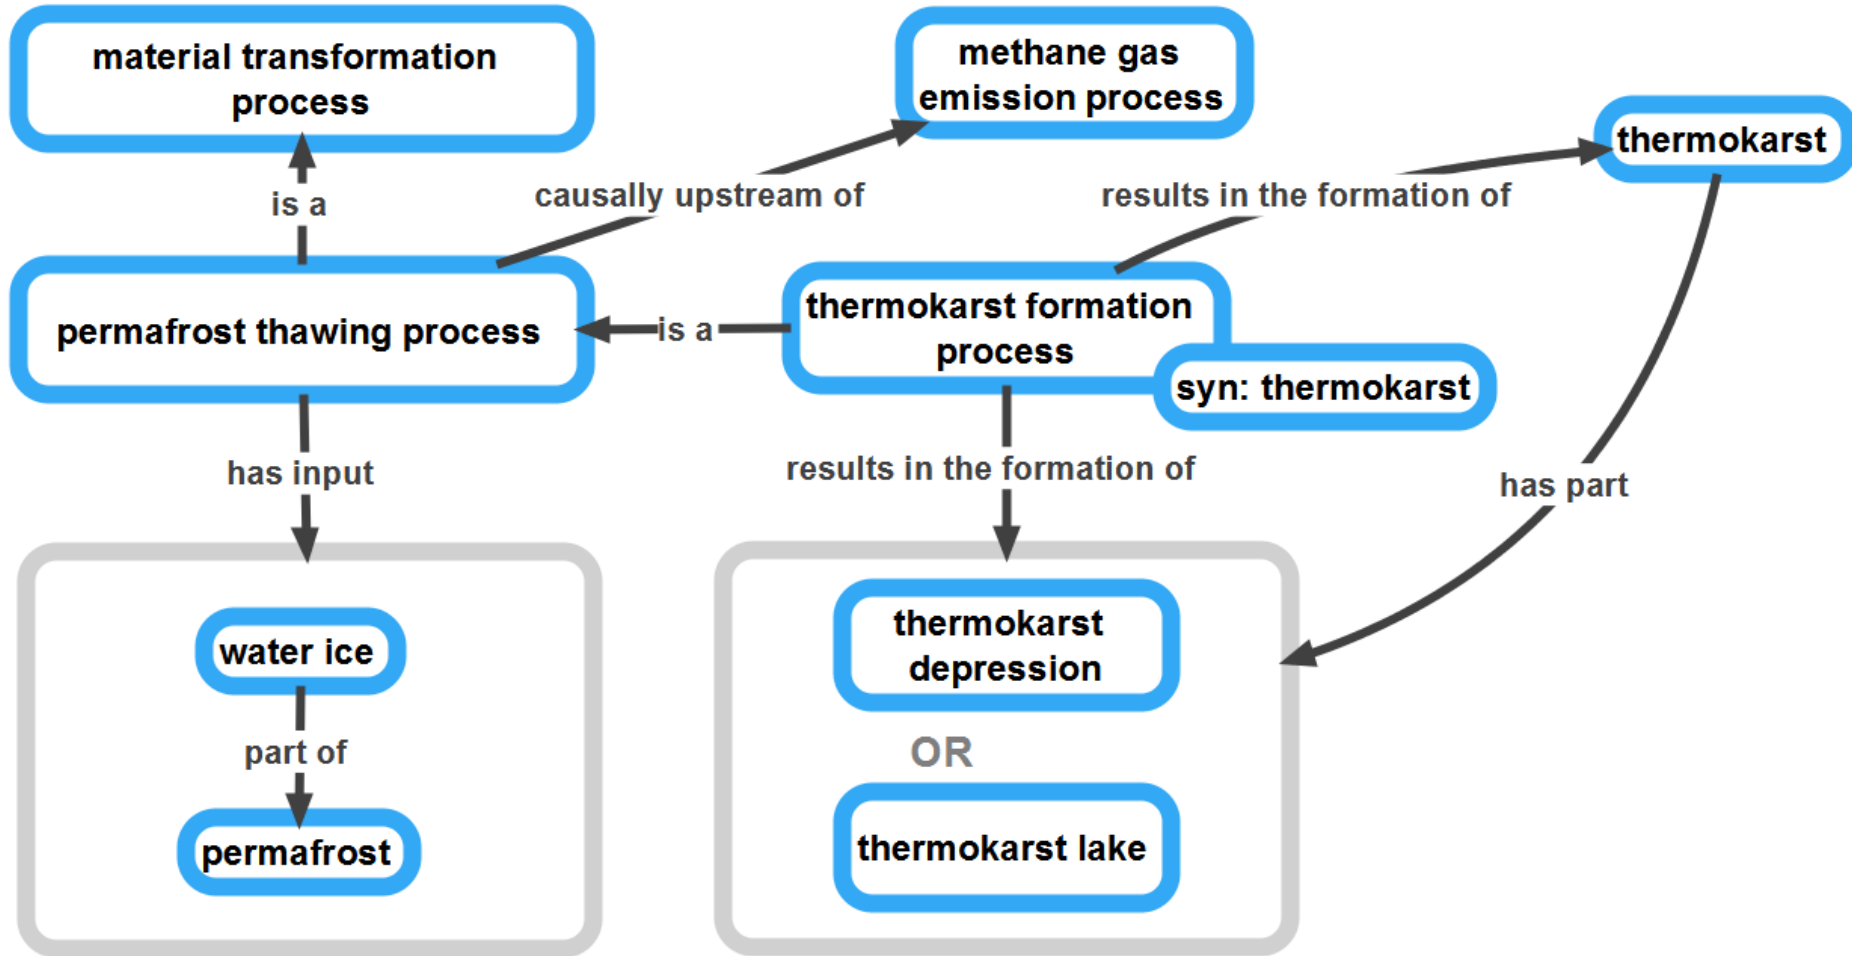 material transformation
process
methane gas
emission process
thermokarst
is a
causally upstream of
results in the formation of
permafrost thawing process
is a
thermokarst formation
process
syn: thermokarst
has input
results in the formation of
has part
water ice
part of
permafrost
thermokarst
depression
OR
thermokarst lake